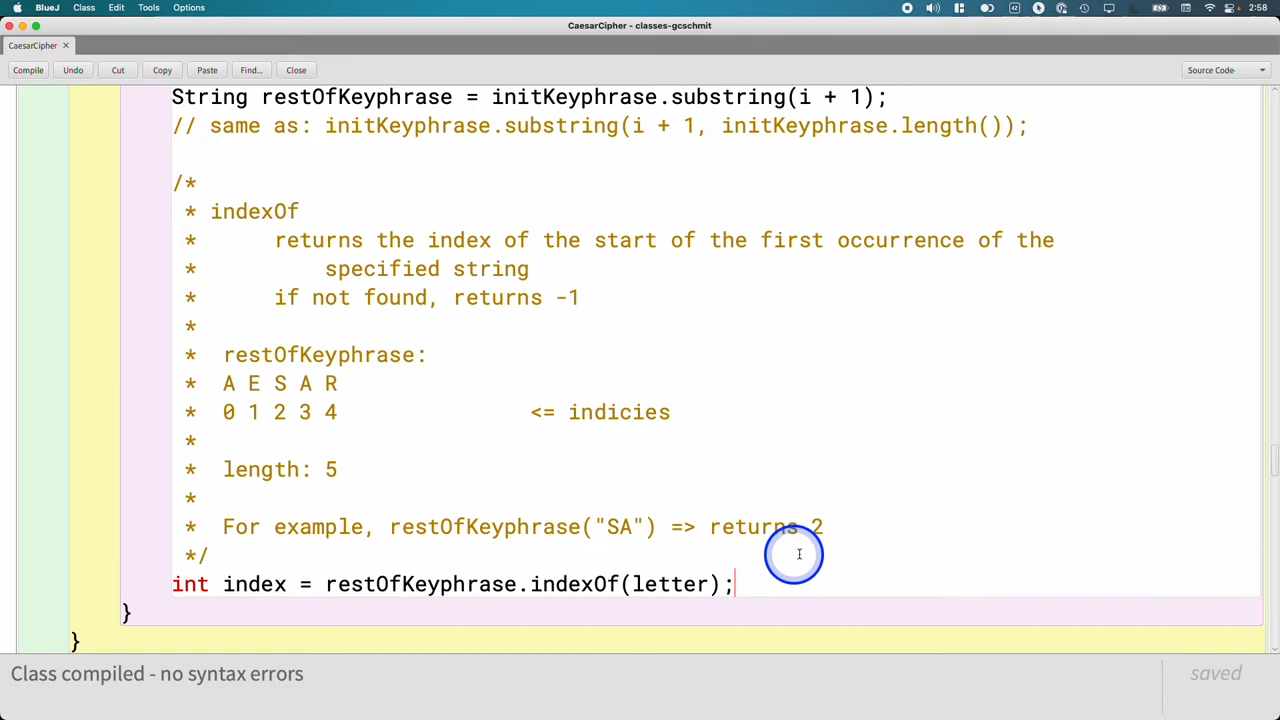 BlueJ Class Edit Tools Options 2:58
CaesarCipher - classes-gcschmit
CaesarCipher
Compile Undo Cut Copy Paste Find... Close Source Code
String restOfKeyphrase = initKeyphrase.substring(i + 1);
// same as: initKeyphrase.substring(i + 1, initKeyphrase.length());
/*
* indexOf
* returns the index of the start of the first occurrence of the
* specified string
* if not found, returns -1
*
* restOfKeyphrase:
* A E S A R
* 0 1 2 3 4 <= indicies
*
* length: 5
*
* For example, restOfKeyphrase("SA") => returns 2
*/
int index = restOfKeyphrase.indexOf(letter);
}
}
Class compiled - no syntax errors
saved